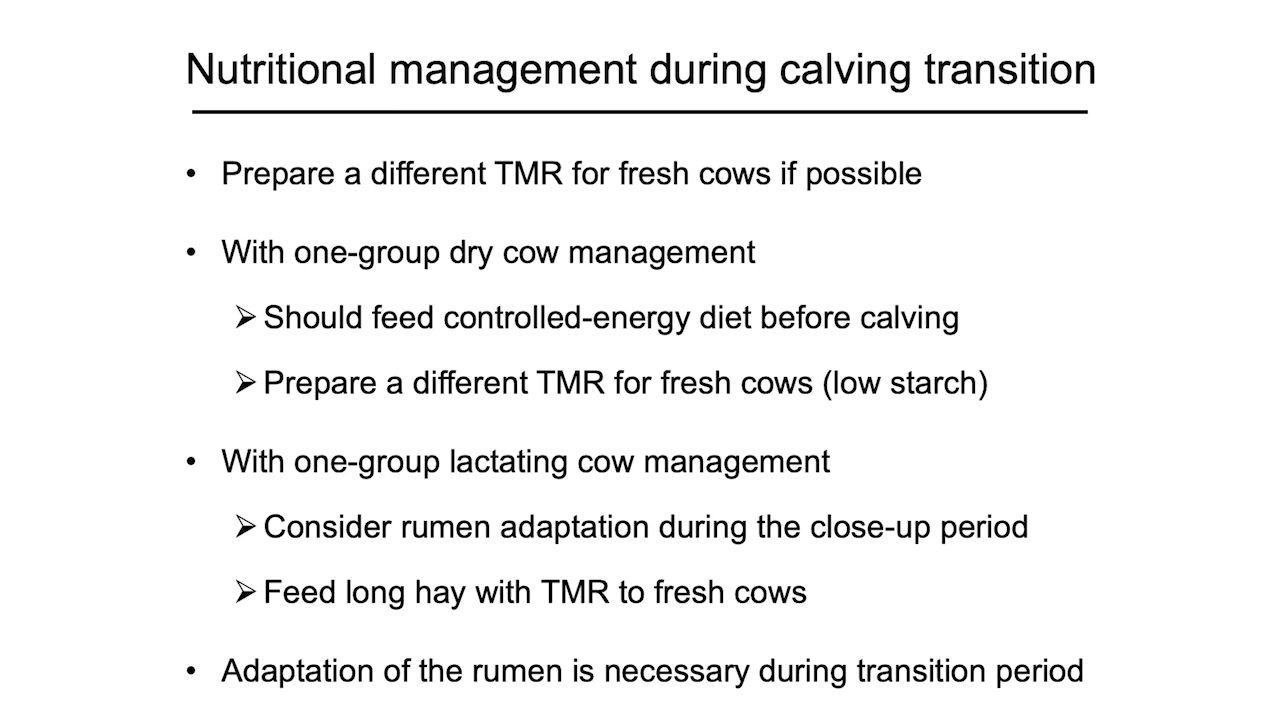 Nutritional management during calving transition
• Prepare a different TMR for fresh cows if possible
• With one-group dry cow management
➢ Should feed controlled-energy diet before calving
➢ Prepare a different TMR for fresh cows (low starch)
• With one-group lactating cow management
➢ Consider rumen adaptation during the close-up period
➢ Feed long hay with TMR to fresh cows
• Adaptation of the rumen is necessary during transition period